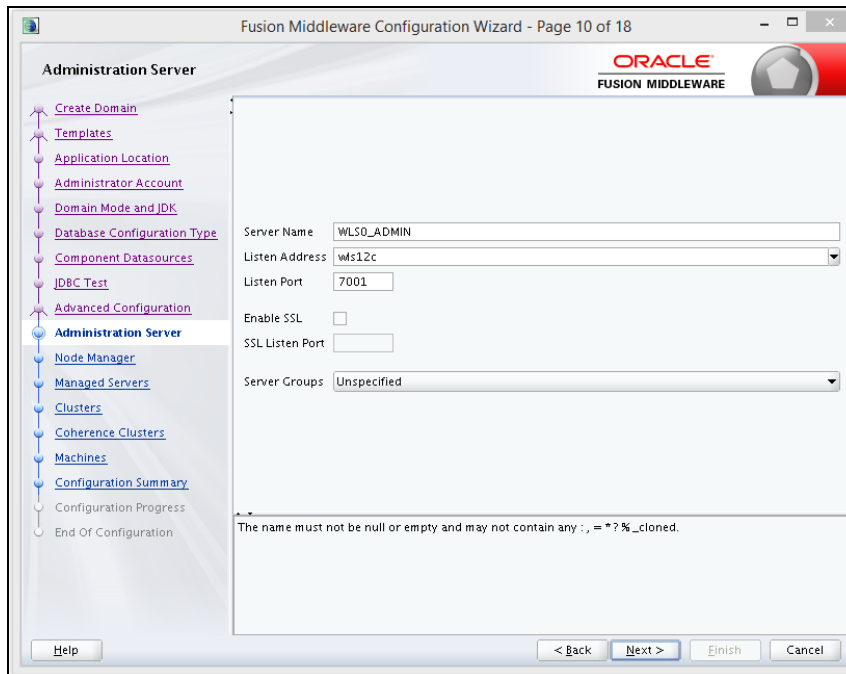 Fusion Middleware Configuration Wizard - Page 10 of 18
Administration Server
ORACLE
FUSION MIDDLEWARE
Create Domain
Templates
Application Location
Administrator Account
Domain Mode and JDK
Database Configuration Type
Component Datasources
JDBC Test
Advanced Configuration
Administration Server
Node Manager
Managed Servers
Clusters
Coherence Clusters
Machines
Configuration Summary
Configuration Progress
End Of Configuration
Server Name WLS0_ADMIN
Listen Address wls12c
Listen Port 7001
Enable SSL
SSL Listen Port
Server Groups Unspecified
The name must not be null or empty and may not contain any : , = * ? % _cloned.
Help
< Back
Next >
Finish
Cancel